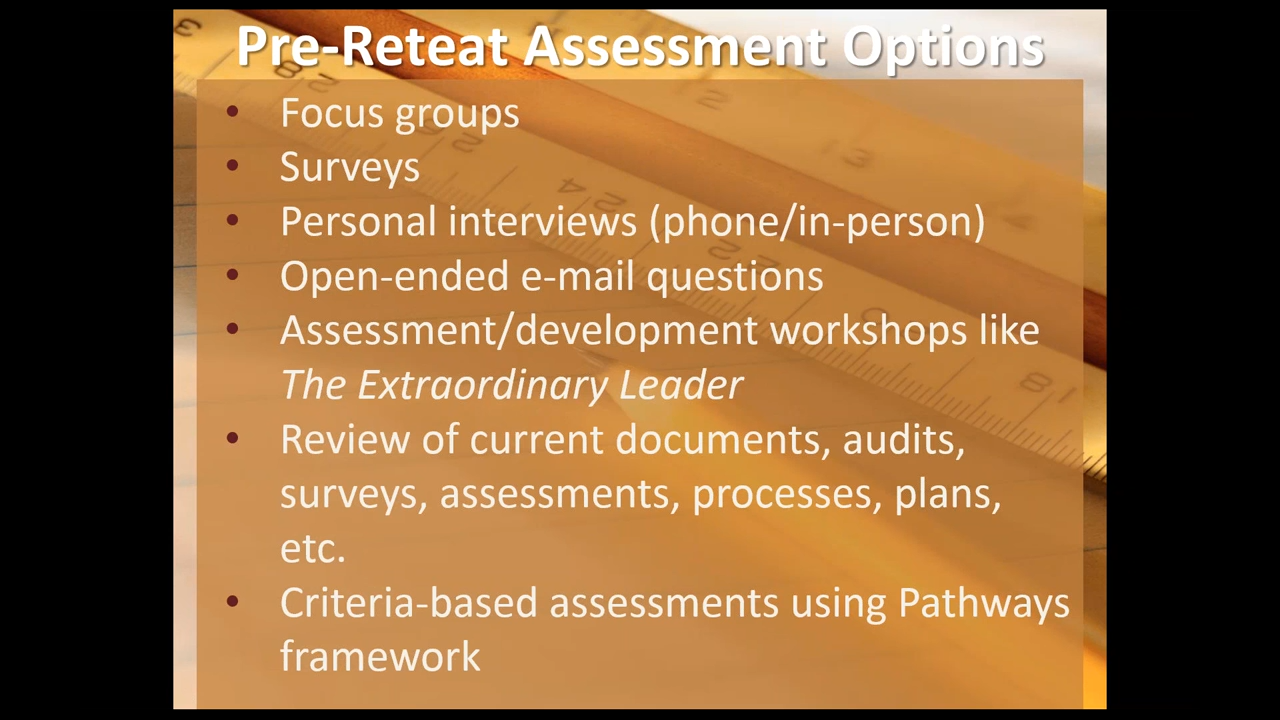 Pre-Reteat Assessment Options
• Focus groups
• Surveys
• Personal interviews (phone/in-person)
• Open-ended e-mail questions
• Assessment/development workshops like
The Extraordinary Leader
• Review of current documents, audits,
surveys, assessments, processes, plans,
etc.
• Criteria-based assessments using Pathways
framework